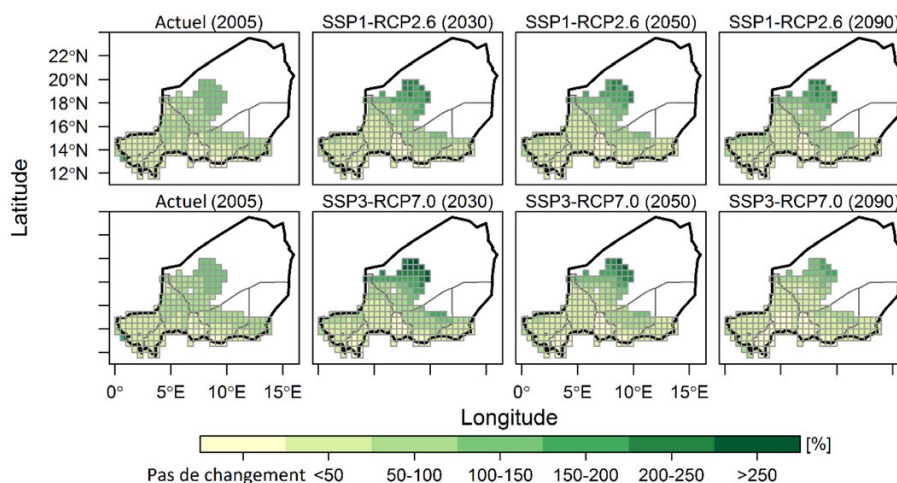 Actuel (2005) SSP1-RCP2.6 (2030) SSP1-RCP2.6 (2050) SSP1-RCP2.6 (2090)
22°N
20°N
18°N
16°N
14°N
12°N
Latitude
Actuel (2005) SSP3-RCP7.0 (2030) SSP3-RCP7.0 (2050) SSP3-RCP7.0 (2090)
0° 5°E 10°E 15°E 0° 5°E 10°E 15°E
Longitude
[%]
Pas de changement <50 50-100 100-150 150-200 200-250 >250